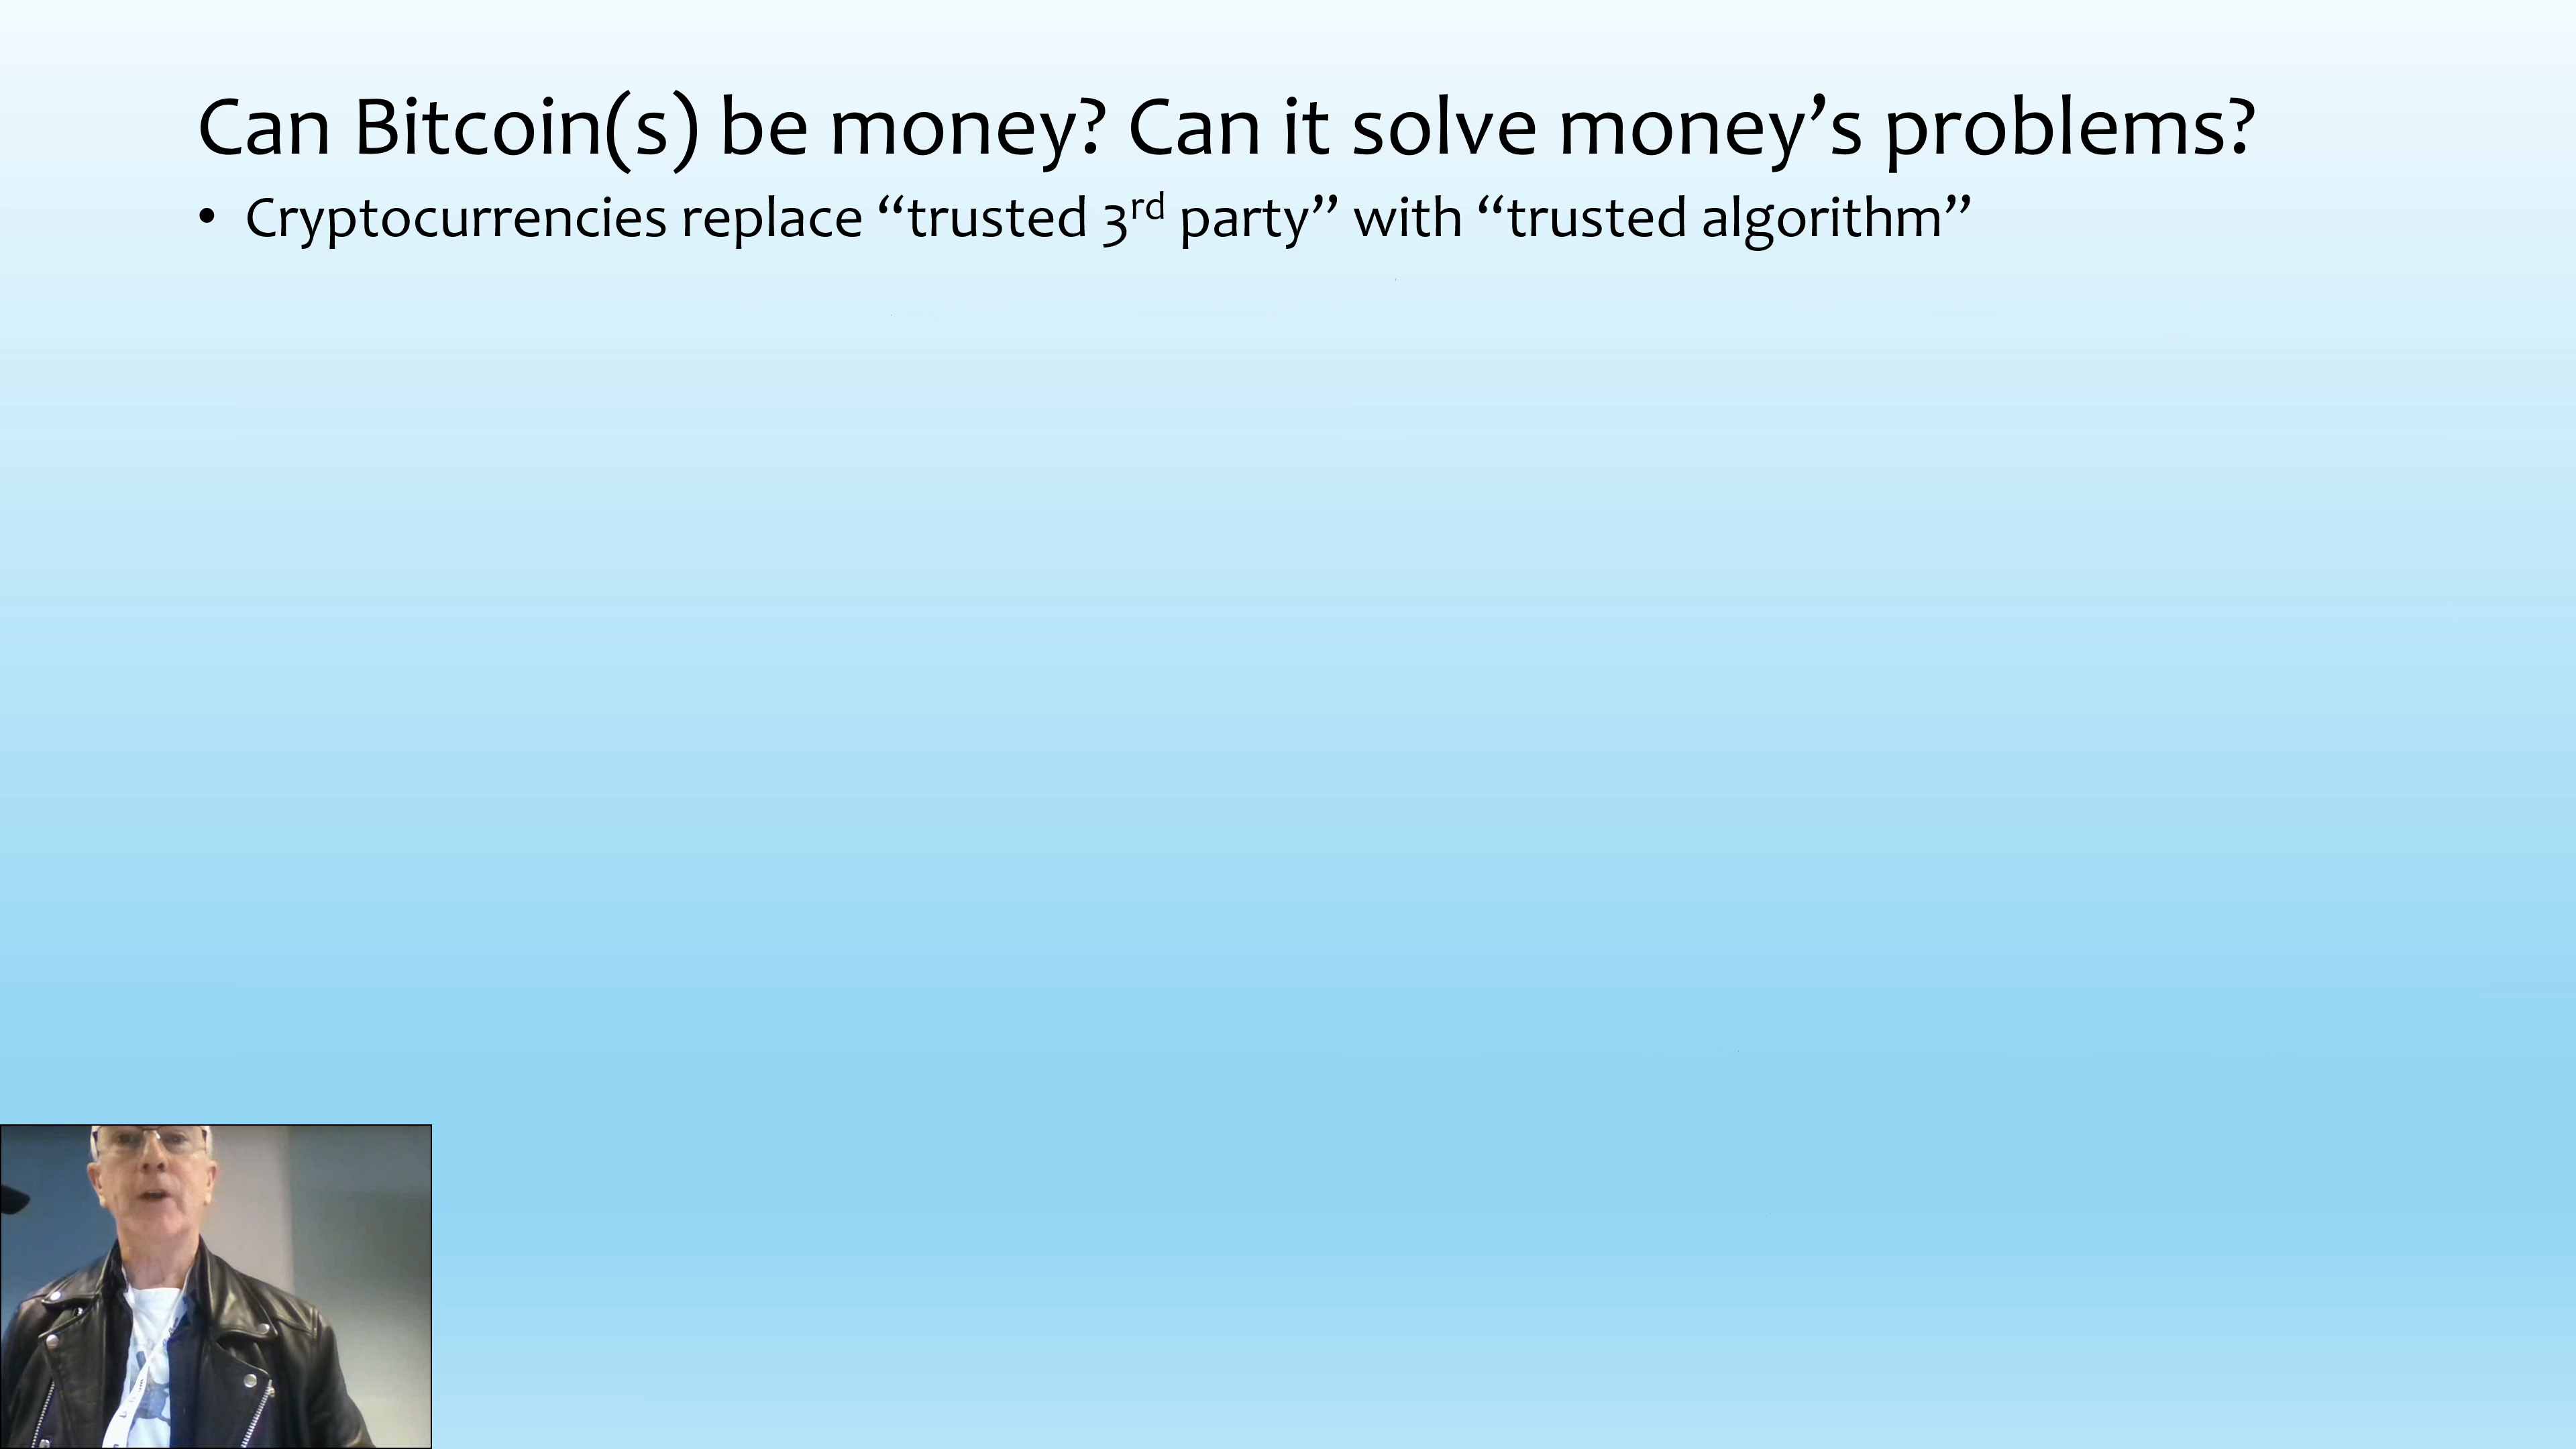 Can Bitcoin(s) be money? Can it solve money’s problems?
• Cryptocurrencies replace “trusted 3rd party” with “trusted algorithm”